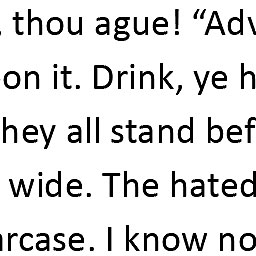 , thou ague! “Adv
on it. Drink, ye h
hey all stand bef
wide. The hated
arcase. I know no